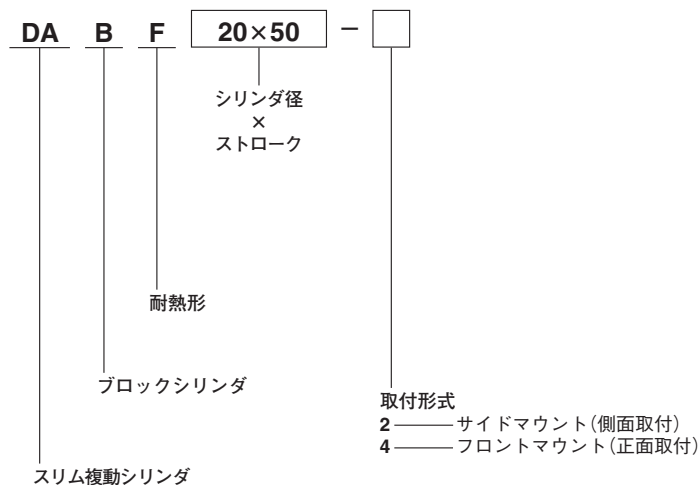 DA B F 20×50 －
シリンダ径
×
ストローク
耐熱形
ブロックシリンダ
取付形式
2 サイドマウント(側面取付)
4 フロントマウント(正面取付)
スリム複動シリンダ